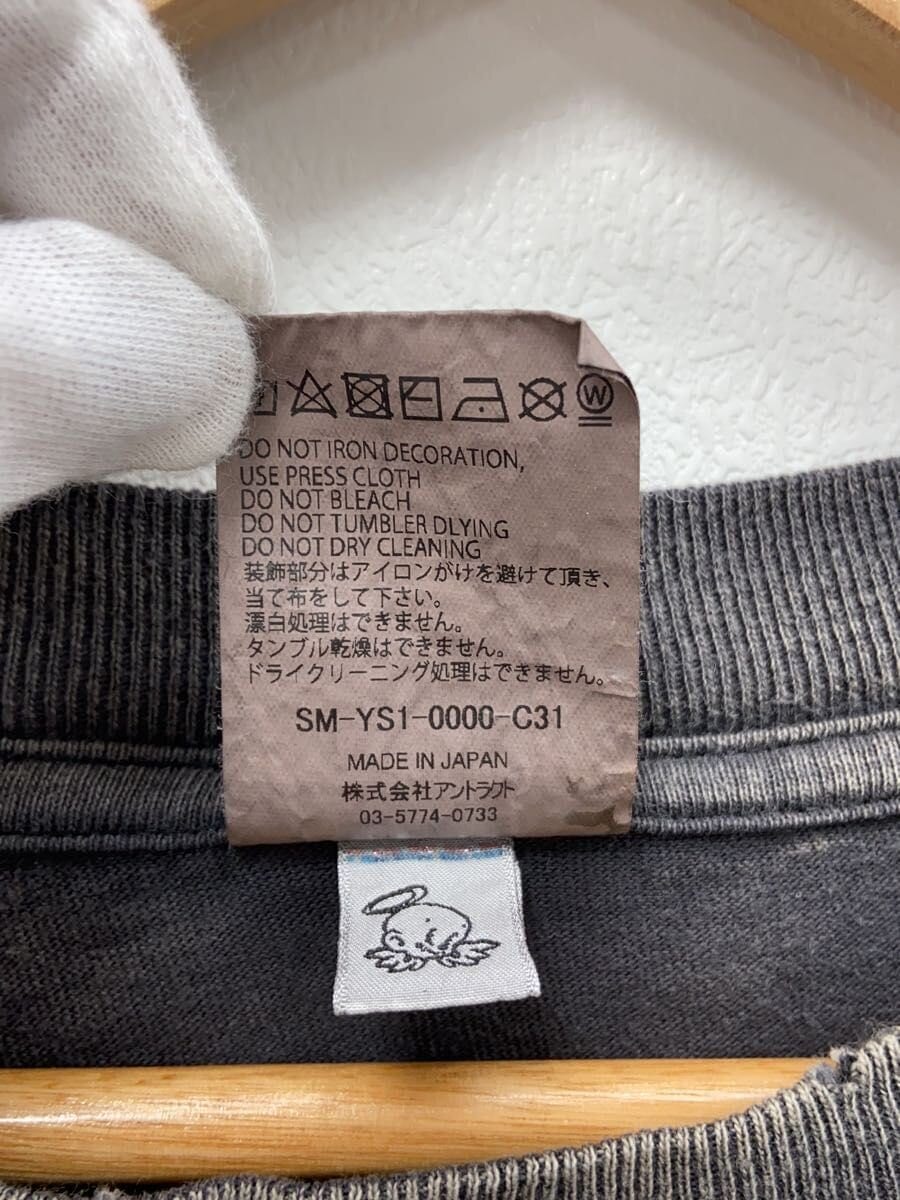 W
DO NOT IRON DECORATION,
USE PRESS CLOTH
DO NOT BLEACH
DO NOT TUMBLER DLYING
DO NOT DRY CLEANING
装飾部分はアイロンがけを避けて頂き、
当て布をして下さい。
漂白処理はできません。
タンブル乾燥はできません。
ドライクリーニング処理はできません。
SM-YS1-0000-C31
MADE IN JAPAN
株式会社アントラクト
03-5774-0733